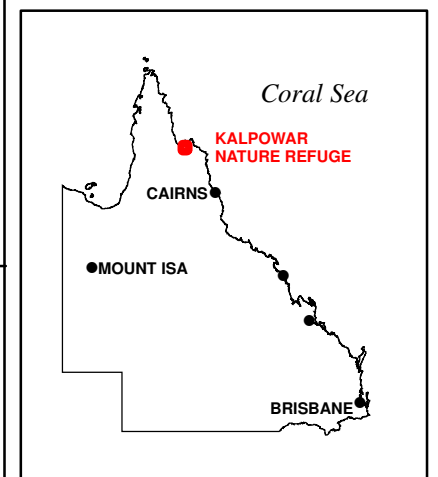 Coral Sea
KALPOWAR
NATURE REFUGE
CAIRNS
MOUNT ISA
BRISBANE